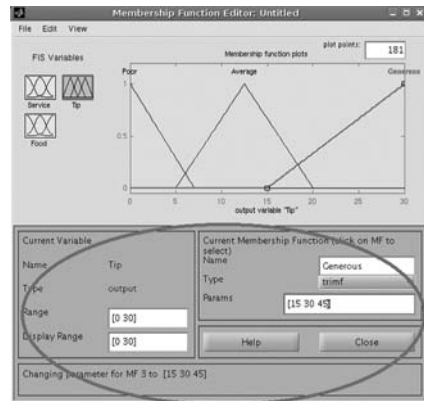 Membership Function Editor: Untitled
File Edit View
FIS Variables
Service Tip
Food
plot points: 181
Membership function plots
Poor Average Generous
1
0.5
0
0 5 10 15 20 25 30
output variable "Tip"
Current Variable
Name Tip
Type output
Range [0 30]
Display Range [0 30]
Current Membership Function (click on MF to
select)
Name Generous
Type trimf
Params [15 30 45]
Help Close
Changing parameter for MF 3 to [15 30 45]